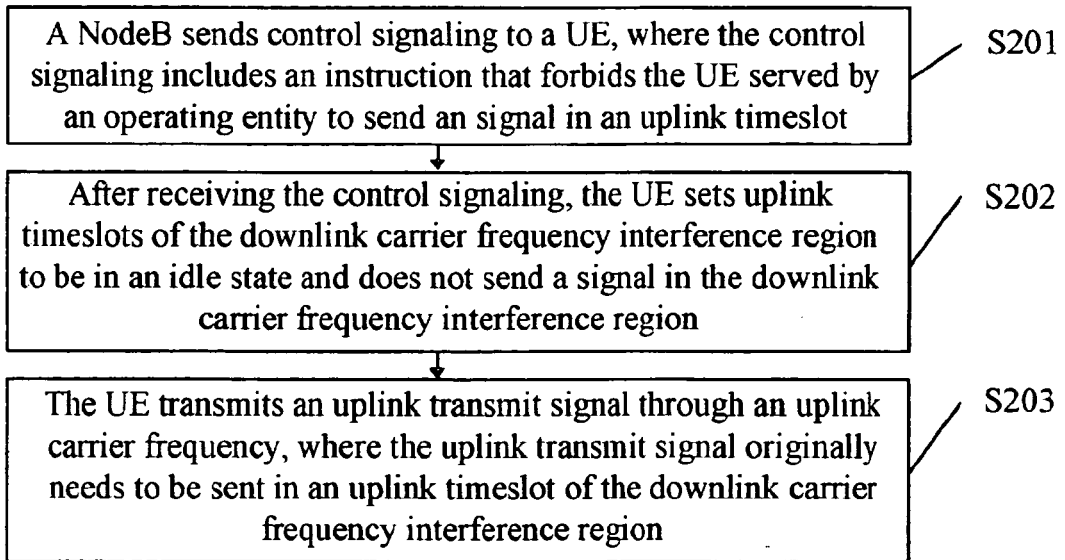 A NodeB sends control signaling to a UE, where the control
signaling includes an instruction that forbids the UE served by
an operating entity to send an signal in an uplink timeslot
S201
After receiving the control signaling, the UE sets uplink
timeslots of the downlink carrier frequency interference region
to be in an idle state and does not send a signal in the downlink
carrier frequency interference region
S202
The UE transmits an uplink transmit signal through an uplink
carrier frequency, where the uplink transmit signal originally
needs to be sent in an uplink timeslot of the downlink carrier
frequency interference region
S203